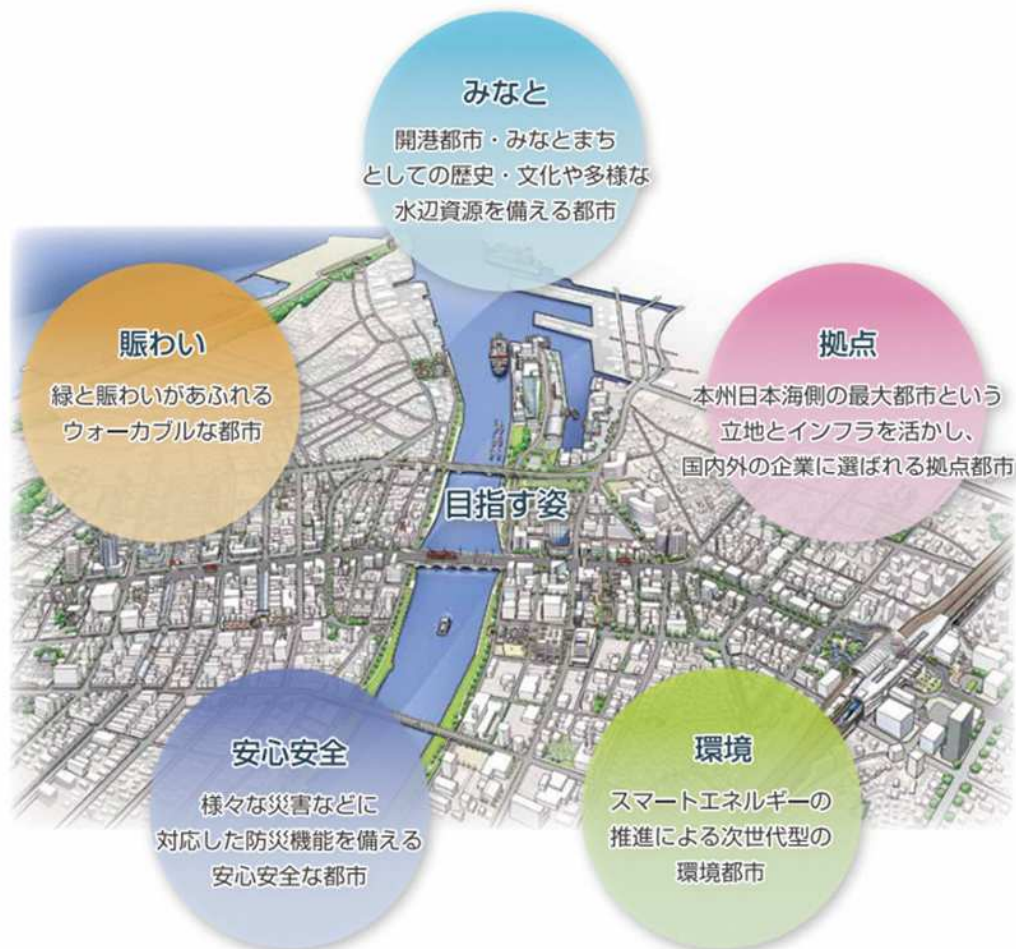 みなと
開港都市・みなとまち
としての歴史・文化や多様な
水辺資源を備える都市
賑わい
緑と賑わいがあふれる
ウォーカブルな都市
拠点
本州日本海側の最大都市という
立地とインフラを活かし、
国内外の企業に選ばれる拠点都市
目指す姿
安心安全
様々な災害などに
対応した防災機能を備える
安心安全な都市
環境
スマートエネルギーの
推進による次世代型の
環境都市